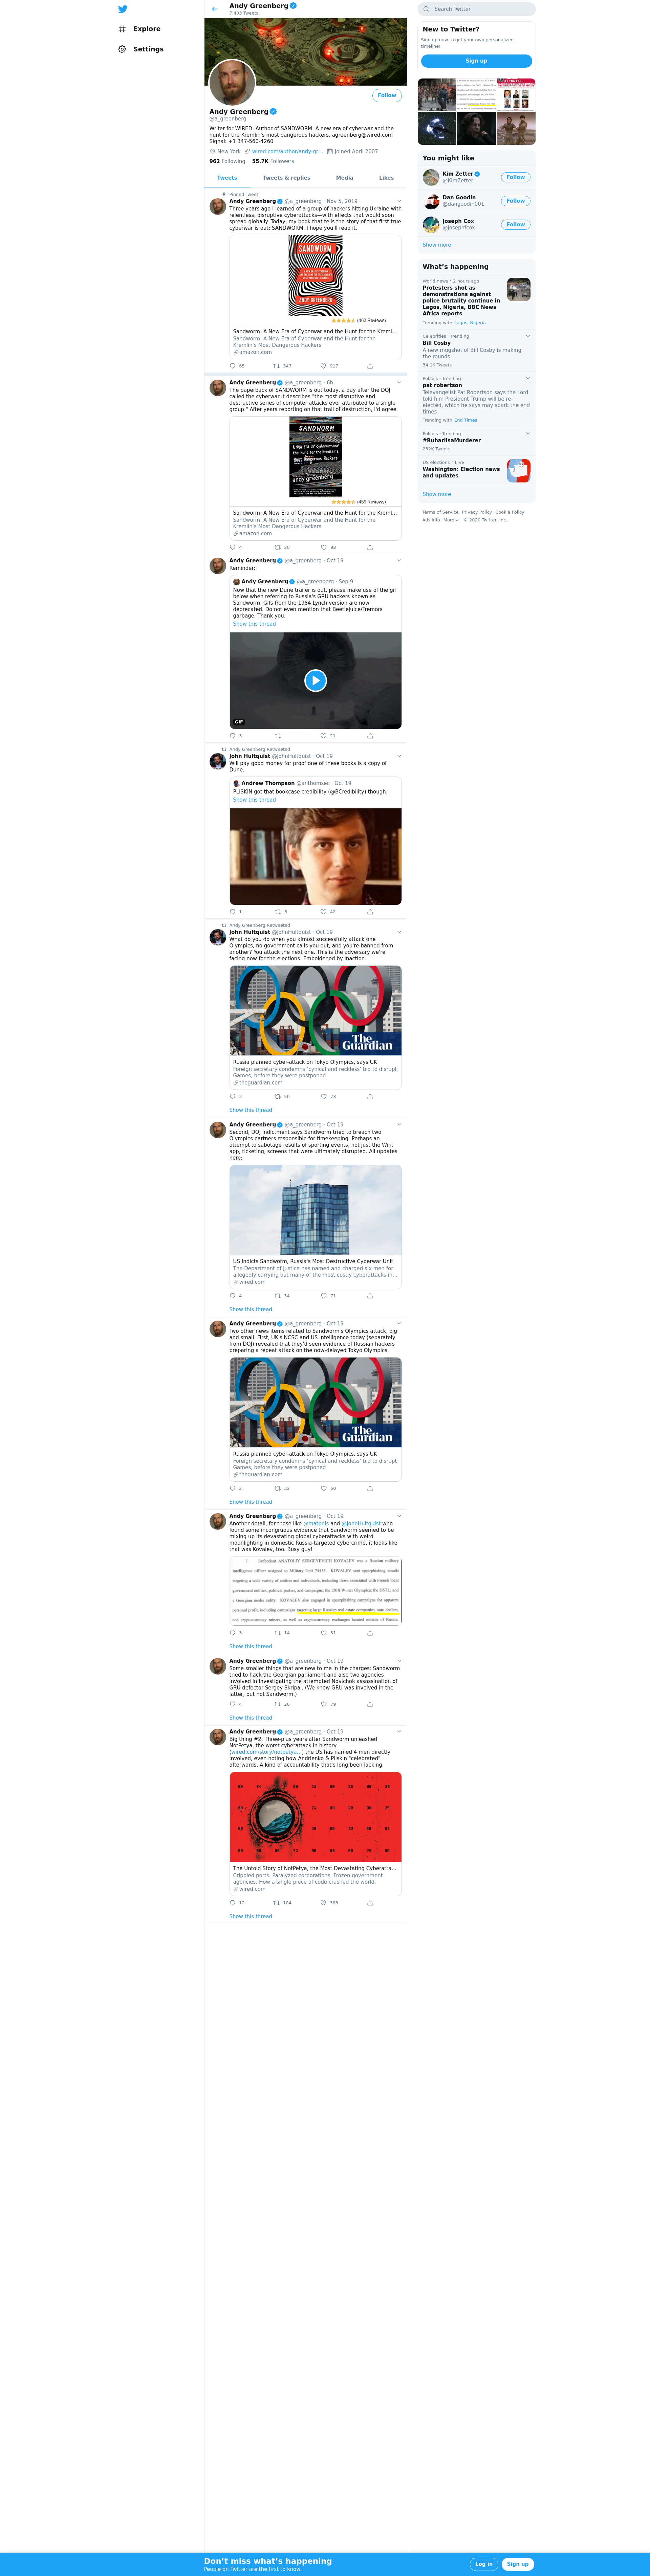 Explore
Settings
Andy Greenberg
7,403 Tweets
Follow
Andy Greenberg
@a_greenberg
Writer for WIRED. Author of SANDWORM: A new era of cyberwar and the
hunt for the Kremlin's most dangerous hackers. agreenberg@wired.com
Signal: +1 347-560-4260
New York wired.com/author/andy-gr… Joined April 2007
962 Following 55.7K Followers
Tweets Tweets & replies Media Likes
Pinned Tweet
Andy Greenberg @a_greenberg · Nov 5, 2019
Three years ago I learned of a group of hackers hitting Ukraine with
relentless, disruptive cyberattacks—with effects that would soon
spread globally. Today, my book that tells the story of that first true
cyberwar is out: SANDWORM. I hope you'll read it.
SANDWORM
ANDY GREENBERG
(463 Reviews)
Sandworm: A New Era of Cyberwar and the Hunt for the Kreml…
Sandworm: A New Era of Cyberwar and the Hunt for the
Kremlin's Most Dangerous Hackers
amazon.com
65 347 917
Andy Greenberg @a_greenberg · 6h
The paperback of SANDWORM is out today, a day after the DOJ
called the cyberwar it describes "the most disruptive and
destructive series of computer attacks ever attributed to a single
group." After years reporting on that trail of destruction, I'd agree.
SANDWORM
A New Era of Cyberwar
and the Hunt for the Kremlin's
Most Dangerous Hackers
andy greenberg
(459 Reviews)
Sandworm: A New Era of Cyberwar and the Hunt for the Kreml…
Sandworm: A New Era of Cyberwar and the Hunt for the
Kremlin's Most Dangerous Hackers
amazon.com
4 20 98
Andy Greenberg @a_greenberg · Oct 19
Reminder:
Andy Greenberg @a_greenberg · Sep 9
Now that the new Dune trailer is out, please make use of the gif
below when referring to Russia's GRU hackers known as
Sandworm. Gifs from the 1984 Lynch version are now
deprecated. Do not even mention that Beetlejuice/Tremors
garbage. Thank you.
Show this thread
GIF
3 21
Andy Greenberg Retweeted
John Hultquist @JohnHultquist · Oct 19
Will pay good money for proof one of these books is a copy of
Dune.
Andrew Thompson @anthomsec · Oct 19
PLISKIN got that bookcase credibility (@BCredibility) though.
Show this thread
1 5 42
Andy Greenberg Retweeted
John Hultquist @JohnHultquist · Oct 19
What do you do when you almost successfully attack one
Olympics, no government calls you out, and you're banned from
another? You attack the next one. This is the adversary we're
facing now for the elections. Emboldened by inaction.
The
Guardian
Russia planned cyber-attack on Tokyo Olympics, says UK
Foreign secretary condemns 'cynical and reckless' bid to disrupt
Games, before they were postponed
theguardian.com
3 50 78
Show this thread
Andy Greenberg @a_greenberg · Oct 19
Second, DOJ indictment says Sandworm tried to breach two
Olympics partners responsible for timekeeping. Perhaps an
attempt to sabotage results of sporting events, not just the Wifi,
app, ticketing, screens that were ultimately disrupted. All updates
here:
US Indicts Sandworm, Russia's Most Destructive Cyberwar Unit
The Department of Justice has named and charged six men for
allegedly carrying out many of the most costly cyberattacks in…
wired.com
4 34 71
Show this thread
Andy Greenberg @a_greenberg · Oct 19
Two other news items related to Sandworm's Olympics attack, big
and small. First, UK's NCSC and US intelligence today (separately
from DOJ) revealed that they'd seen evidence of Russian hackers
preparing a repeat attack on the now-delayed Tokyo Olympics.
The
Guardian
Russia planned cyber-attack on Tokyo Olympics, says UK
Foreign secretary condemns 'cynical and reckless' bid to disrupt
Games, before they were postponed
theguardian.com
2 32 60
Show this thread
Andy Greenberg @a_greenberg · Oct 19
Another detail, for those like @matonis and @JohnHultquist who
found some incongruous evidence that Sandworm seemed to be
mixing up its devastating global cyberattacks with weird
moonlighting in domestic Russia-targeted cybercrime, it looks like
that was Kovalev, too. Busy guy!
7. Defendant ANATOLIY SERGEYEVICH KOVALEV was a Russian military
intelligence officer assigned to Military Unit 74455. KOVALEV sent spearphishing emails
targeting a wide variety of entities and individuals, including those associated with French local
government entities, political parties, and campaigns; the 2018 Winter Olympics; the DSTL; and
a Georgian media entity. KOVALEV also engaged in spearphishing campaigns for apparent
personal profit, including campaigns targeting large Russian real estate companies, auto dealers,
and cryptocurrency miners, as well as cryptocurrency exchanges located outside of Russia.
3 14 51
Show this thread
Andy Greenberg @a_greenberg · Oct 19
Some smaller things that are new to me in the charges: Sandworm
tried to hack the Georgian parliament and also two agencies
involved in investigating the attempted Novichok assassination of
GRU defector Sergey Skripal. (We knew GRU was involved in the
latter, but not Sandworm.)
4 26 79
Show this thread
Andy Greenberg @a_greenberg · Oct 19
Big thing #2: Three-plus years after Sandworm unleashed
NotPetya, the worst cyberattack in history
(wired.com/story/notpetya…) the US has named 4 men directly
involved, even noting how Andrienko & Pliskin "celebrated"
afterwards. A kind of accountability that's long been lacking.
The Untold Story of NotPetya, the Most Devastating Cyberatta…
Crippled ports. Paralyzed corporations. Frozen government
agencies. How a single piece of code crashed the world.
wired.com
12 184 363
Show this thread
Search Twitter
New to Twitter?
Sign up now to get your own personalized
timeline!
Sign up
You might like
Kim Zetter
@KimZetter
Follow
Dan Goodin
@dangoodin001
Follow
Joseph Cox
@josephfcox
Follow
Show more
What's happening
World news · 2 hours ago
Protesters shot as
demonstrations against
police brutality continue in
Lagos, Nigeria, BBC News
Africa reports
Trending with Lagos, Nigeria
Celebrities · Trending
Bill Cosby
A new mugshot of Bill Cosby is making
the rounds
34.1K Tweets
Politics · Trending
pat robertson
Televangelist Pat Robertson says the Lord
told him President Trump will be re-
elected, which he says may spark the end
times
Trending with End Times
Politics · Trending
#BuhariIsaMurderer
232K Tweets
US elections · LIVE
Washington: Election news
and updates
Show more
Terms of Service Privacy Policy Cookie Policy
Ads info More © 2020 Twitter, Inc.
Don't miss what's happening
People on Twitter are the first to know.
Log in Sign up